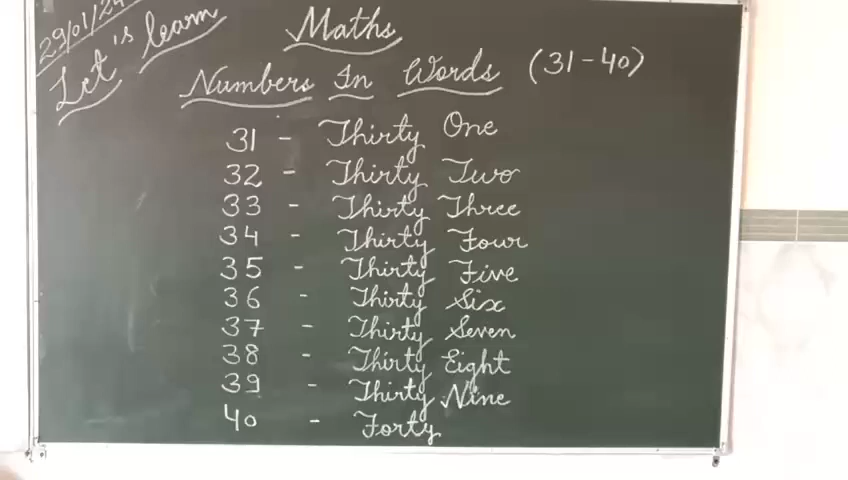 29/01/24
Let's learn
Maths
Numbers In Words (31-40)
31 - Thirty One
32 - Thirty Two
33 - Thirty Three
34 - Thirty Four
35 - Thirty Five
36 - Thirty Six
37 - Thirty Seven
38 - Thirty Eight
39 - Thirty Nine
40 - Forty